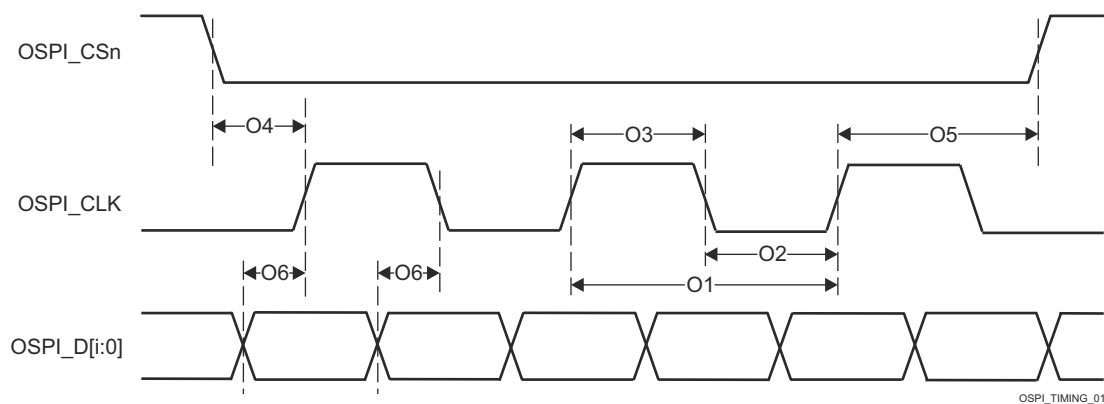 OSPI_CSn
O4
O3
O5
OSPI_CLK
O2
O6
O6
O1
OSPI_D[i:0]
OSPI_TIMING_01